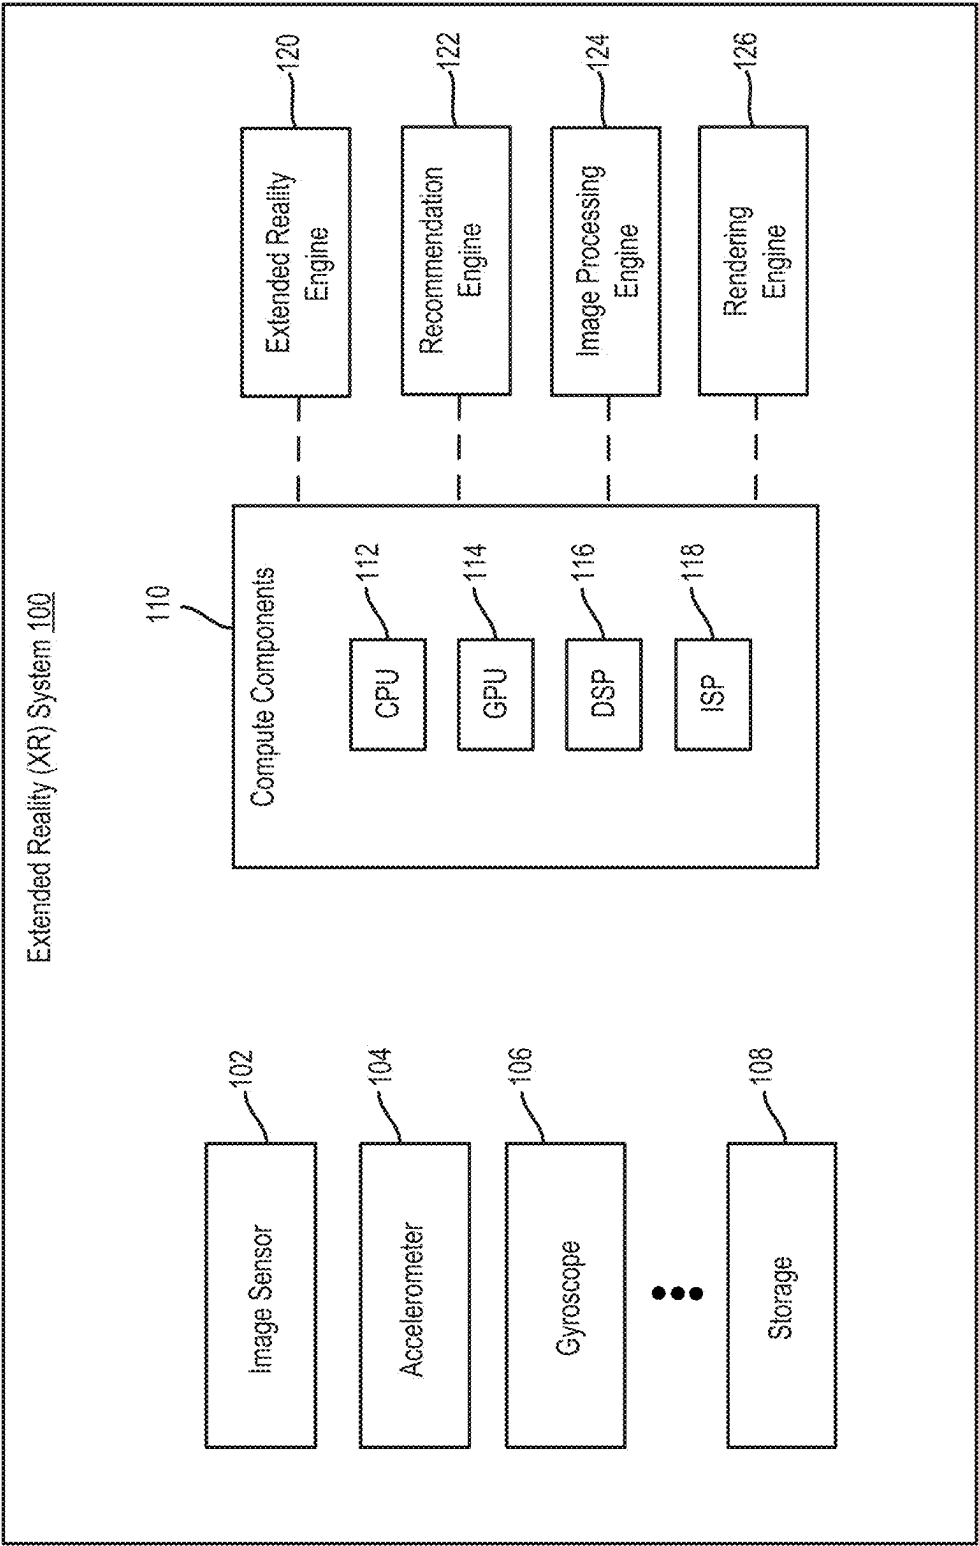 Extended Reality (XR) System 100
Image Sensor
102
Accelerometer
104
Gyroscope
106
Storage
108
110
Compute Components
CPU
112
GPU
114
DSP
116
ISP
118
Extended Reality
Engine
120
Recommendation
Engine
122
Image Processing
Engine
124
Rendering
Engine
126